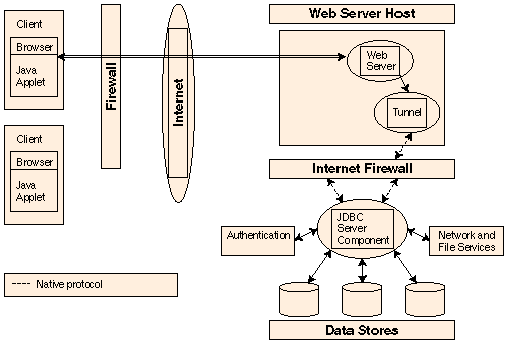 Client
Browser
Java
Applet
Client
Browser
Java
Applet
Firewall
Internet
Web Server Host
Web
Server
Tunnel
Internet Firewall
JDBC
Server
Component
Authentication
Network and
File Services
Data Stores
Native protocol